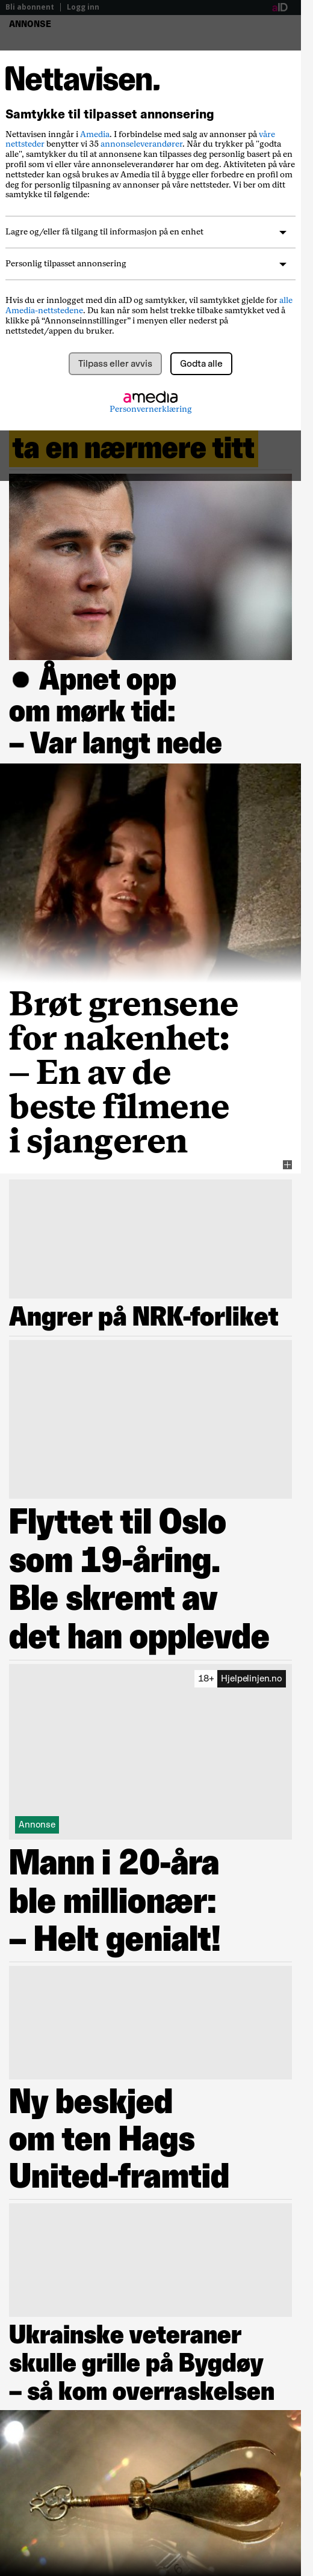 Bli abonnent | Logg inn
aID
ANNONSE
Nettavisen.
Samtykke til tilpasset annonsering
Nettavisen inngår i Amedia. I forbindelse med salg av annonser på våre
nettsteder benytter vi 35 annonseleverandører. Når du trykker på "godta
alle", samtykker du til at annonsene kan tilpasses deg personlig basert på en
profil som vi eller våre annonseleverandører har om deg. Aktiviteten på våre
nettsteder kan også brukes av Amedia til å bygge eller forbedre en profil om
deg for personlig tilpasning av annonser på våre nettsteder. Vi ber om ditt
samtykke til følgende:
Lagre og/eller få tilgang til informasjon på en enhet
Personlig tilpasset annonsering
Hvis du er innlogget med din aID og samtykker, vil samtykket gjelde for alle
Amedia-nettstedene. Du kan når som helst trekke tilbake samtykket ved å
klikke på “Annonseinnstillinger” i menyen eller nederst på
nettstedet/appen du bruker.
Tilpass eller avvis
Godta alle
amedia
Personvernerklæring
ta en nærmere titt
● Åpnet opp
om mørk tid:
– Var langt nede
Brøt grensene
for nakenhet:
– En av de
beste filmene
i sjangeren
Angrer på NRK-forliket
Flyttet til Oslo
som 19-åring.
Ble skremt av
det han opplevde
18+ Hjelpelinjen.no
Annonse
Mann i 20-åra
ble millionær:
– Helt genialt!
Ny beskjed
om ten Hags
United-framtid
Ukrainske veteraner
skulle grille på Bygdøy
– så kom overraskelsen